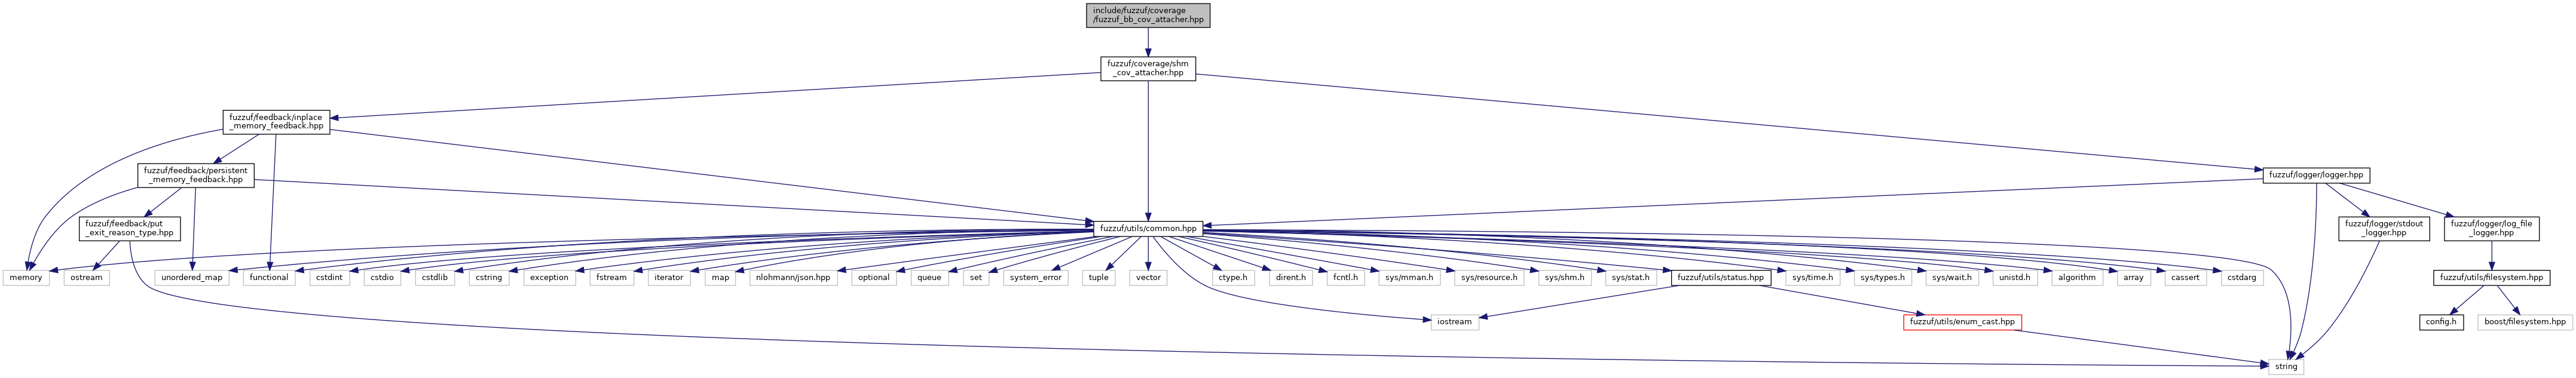 include/fuzzuf/coverage
/fuzzuf_bb_cov_attacher.hpp
fuzzuf/coverage/shm
_cov_attacher.hpp
fuzzuf/feedback/inplace
_memory_feedback.hpp
fuzzuf/feedback/persistent
_memory_feedback.hpp
fuzzuf/logger/logger.hpp
fuzzuf/feedback/put
_exit_reason_type.hpp
fuzzuf/utils/common.hpp
fuzzuf/logger/stdout
_logger.hpp
fuzzuf/logger/log_file
_logger.hpp
memory
ostream
unordered_map
functional
cstdint
cstdio
cstdlib
cstring
exception
fstream
iterator
map
nlohmann/json.hpp
optional
queue
set
system_error
tuple
vector
ctype.h
dirent.h
fcntl.h
sys/mman.h
sys/resource.h
sys/shm.h
sys/stat.h
fuzzuf/utils/status.hpp
sys/time.h
sys/types.h
sys/wait.h
unistd.h
algorithm
array
cassert
cstdarg
fuzzuf/utils/filesystem.hpp
iostream
fuzzuf/utils/enum_cast.hpp
config.h
boost/filesystem.hpp
string